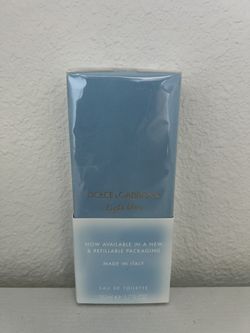 DOLCE & GABBANA
light blue
NOW AVAILABLE IN A NEW
& REFILLABLE PACKAGING
MADE IN ITALY
EAU DE TOILETTE